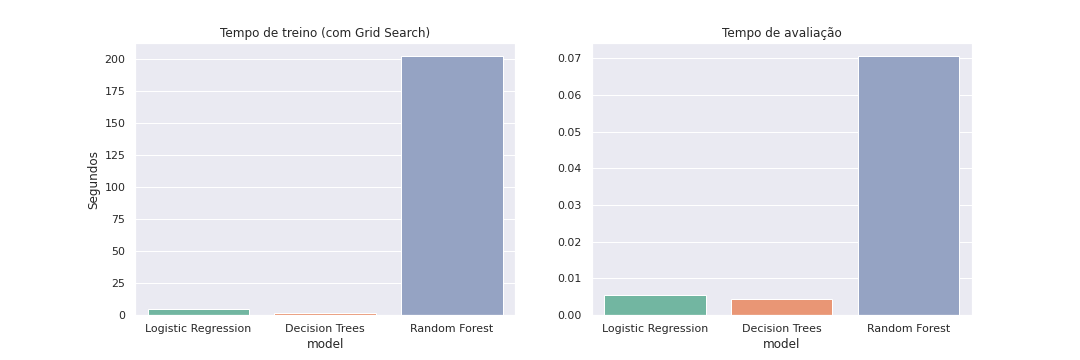 Tempo de treino (com Grid Search)
Segundos
200
175
150
125
100
75
50
25
0
Logistic Regression Decision Trees Random Forest
model
Tempo de avaliação
0.07
0.06
0.05
0.04
0.03
0.02
0.01
0.00
Logistic Regression Decision Trees Random Forest
model